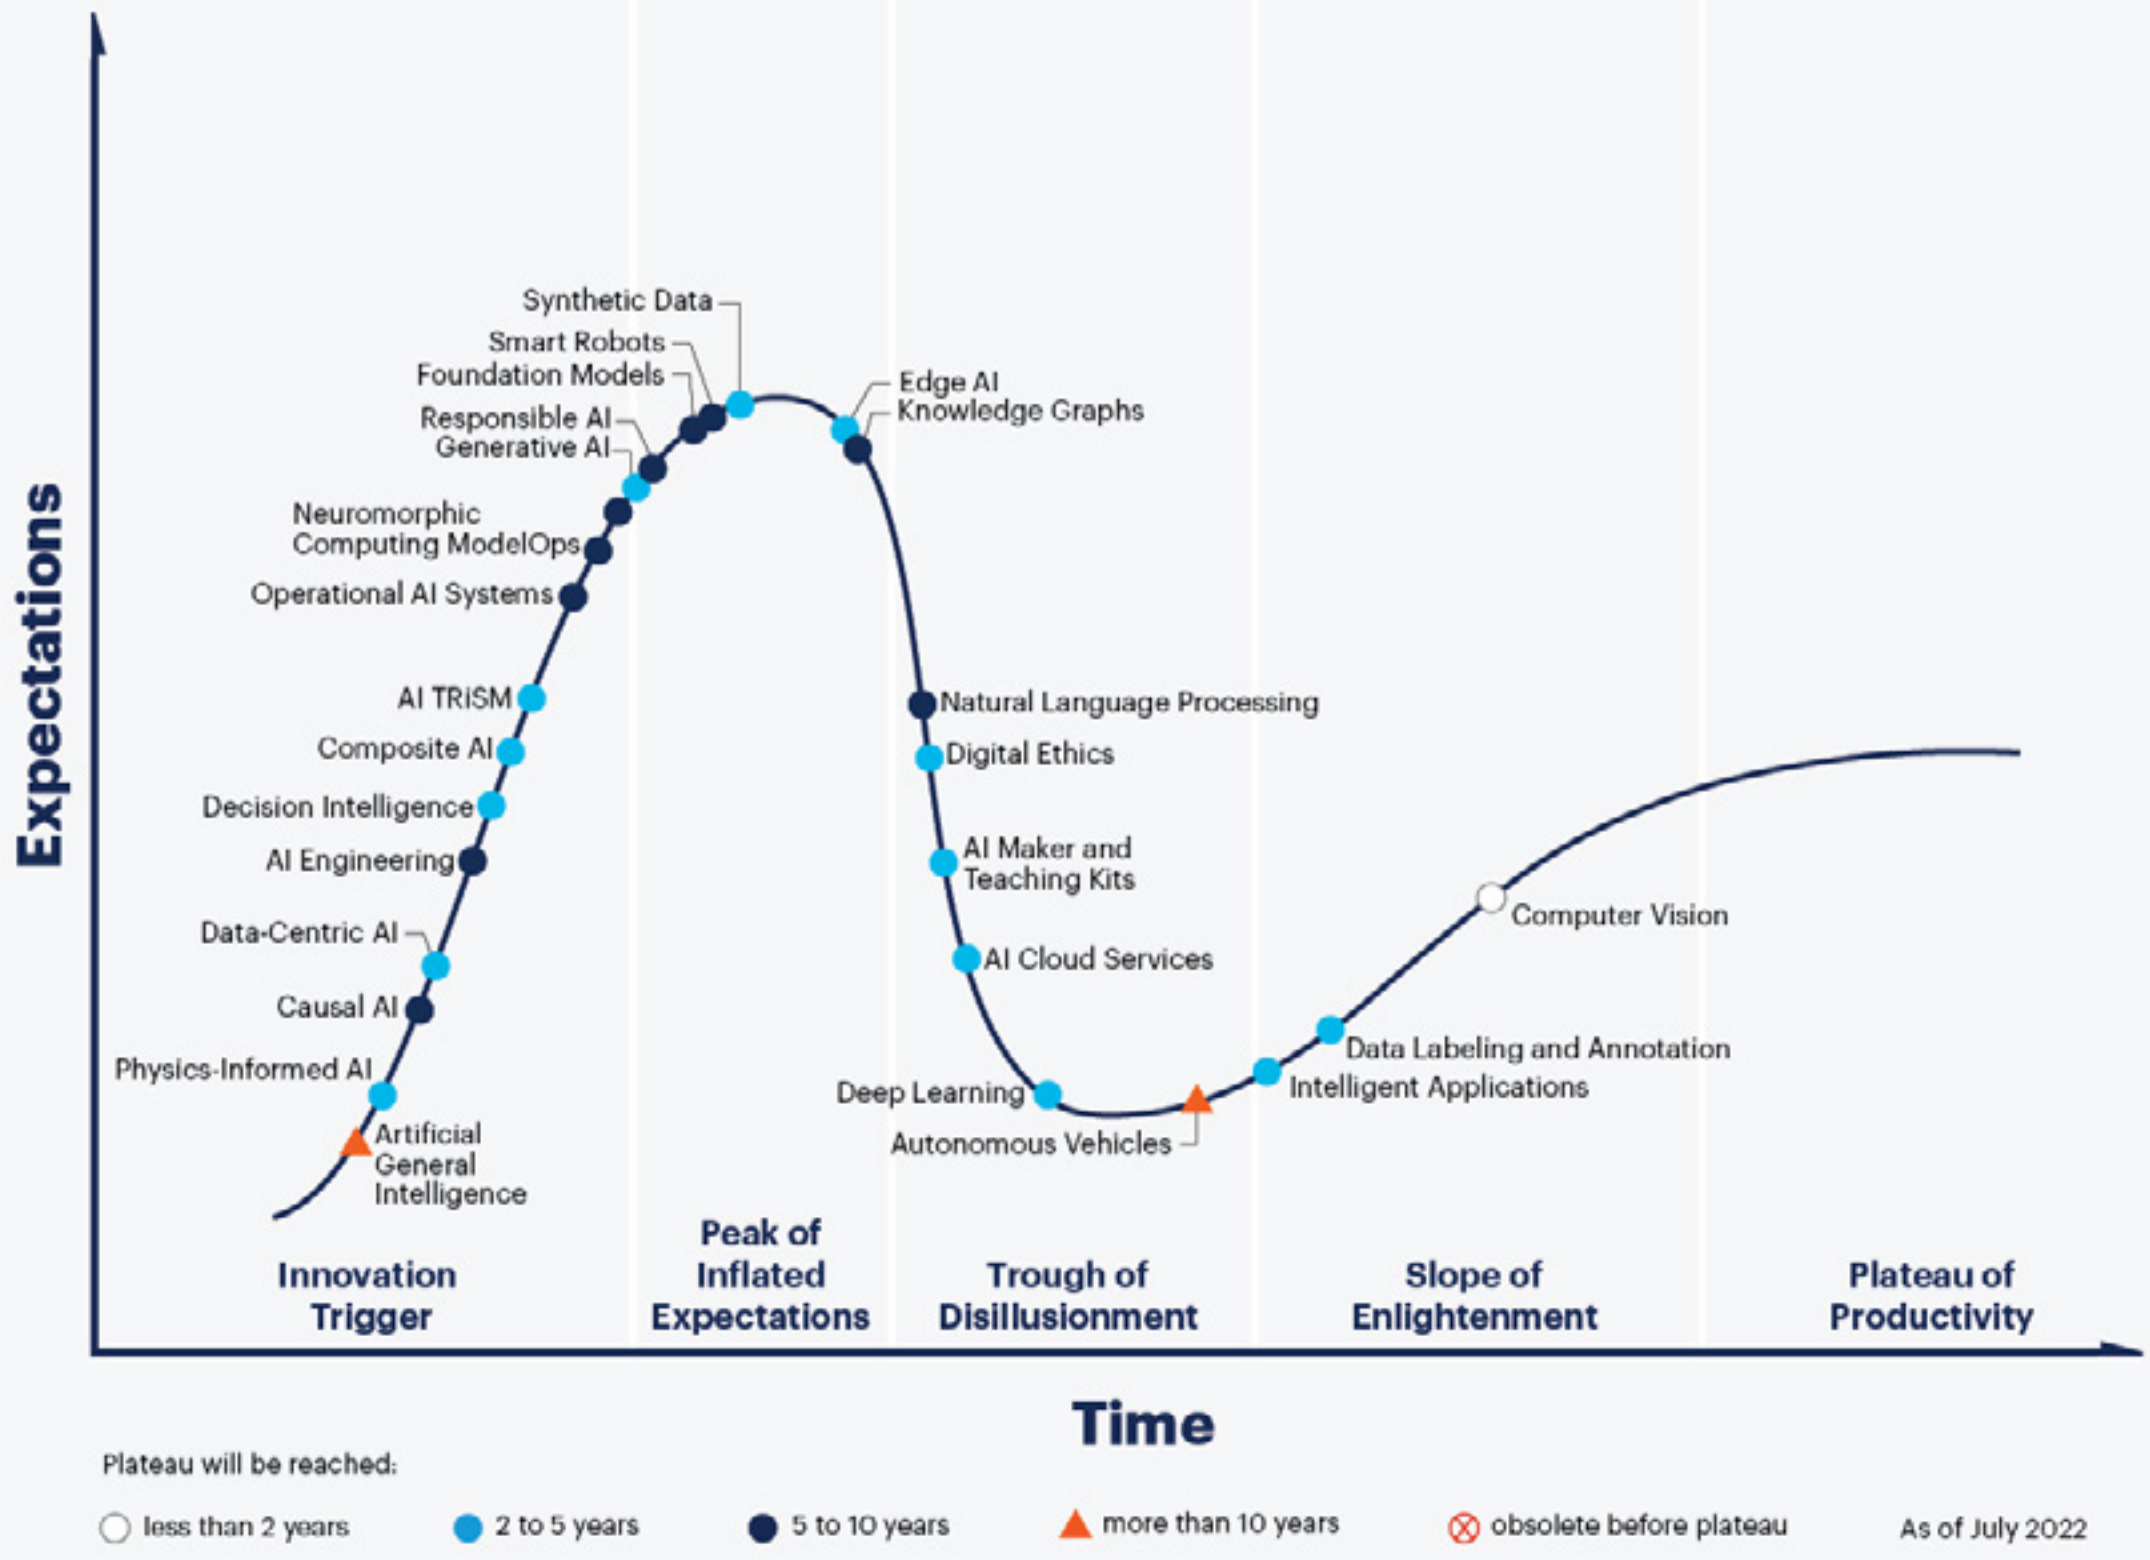 Expectations
Synthetic Data
Smart Robots
Foundation Models
Responsible AI
Generative AI
Neuromorphic
Computing ModelOps
Operational AI Systems
AI TRiSM
Composite AI
Decision Intelligence
AI Engineering
Data-Centric AI
Causal AI
Physics-Informed AI
Artificial
General
Intelligence
Edge AI
Knowledge Graphs
Natural Language Processing
Digital Ethics
AI Maker and
Teaching Kits
AI Cloud Services
Deep Learning
Autonomous Vehicles
Computer Vision
Data Labeling and Annotation
Intelligent Applications
Innovation
Trigger
Peak of
Inflated
Expectations
Trough of
Disillusionment
Slope of
Enlightenment
Plateau of
Productivity
Time
Plateau will be reached:
less than 2 years
2 to 5 years
5 to 10 years
more than 10 years
obsolete before plateau
As of July 2022